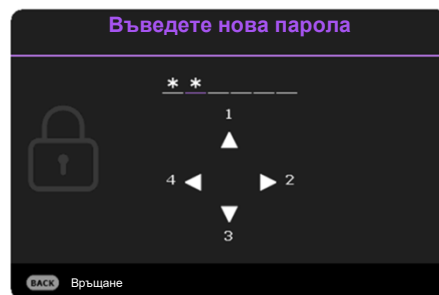 Въведете нова парола
* * _ _ _ _
1
4 2
3
BACK Връщане